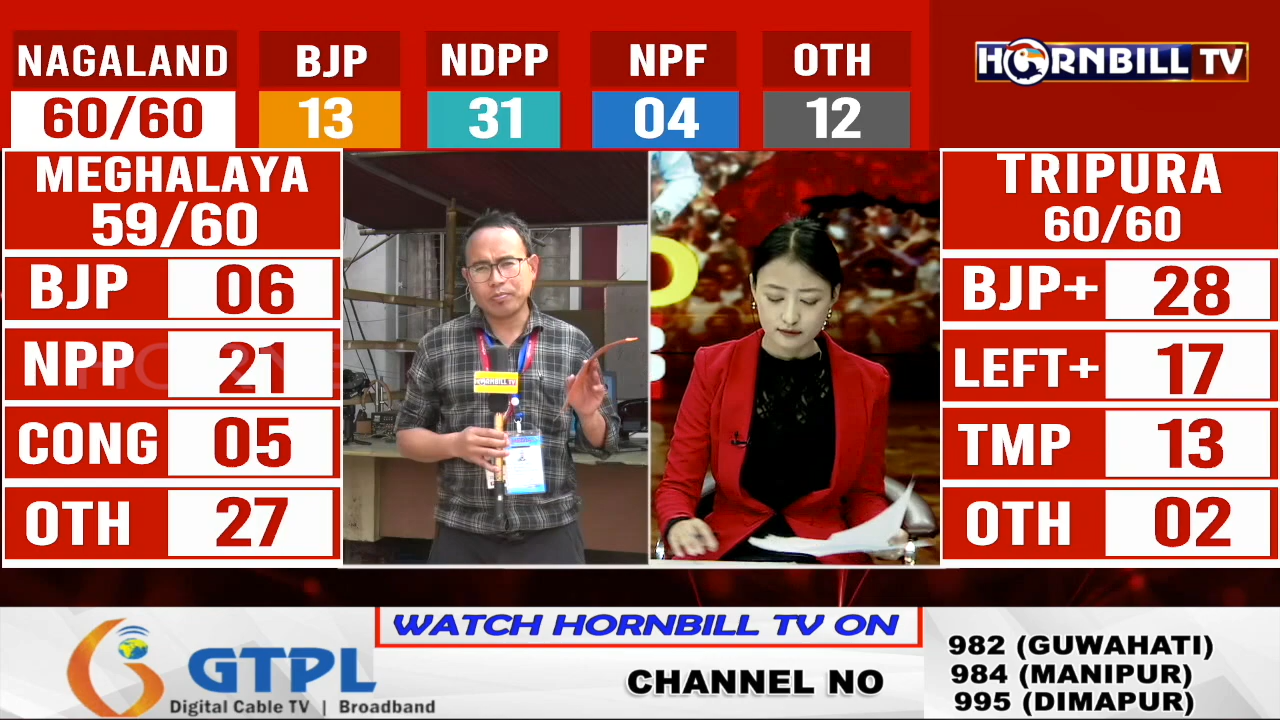 NAGALAND
60/60
BJP
13
NDPP
31
NPF
04
OTH
12
HORNBILL TV
MEGHALAYA
59/60
BJP 06
NPP 21
CONG 05
OTH 27
HORNBILL TV
TRIPURA
60/60
BJP+ 28
LEFT+ 17
TMP 13
OTH 02
WATCH HORNBILL TV ON
GTPL
Digital Cable TV | Broadband
CHANNEL NO
982 (GUWAHATI)
984 (MANIPUR)
995 (DIMAPUR)